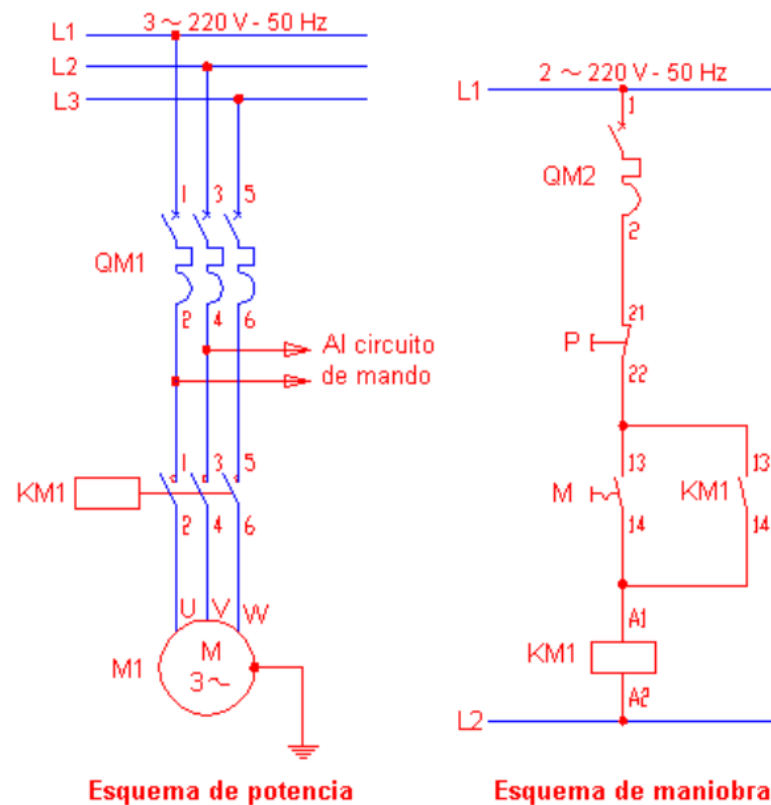 3 ~ 220 V - 50 Hz
L1
L2
L3
1 3 5
QM1
2 4 6
Al circuito
de mando
1 3 5
KM1
2 4 6
U V W
M1
M
3~
Esquema de potencia
2 ~ 220 V - 50 Hz
L1
1
QM2
2
21
P
22
13 13
M KM1
14 14
A1
KM1
A2
L2
Esquema de maniobra